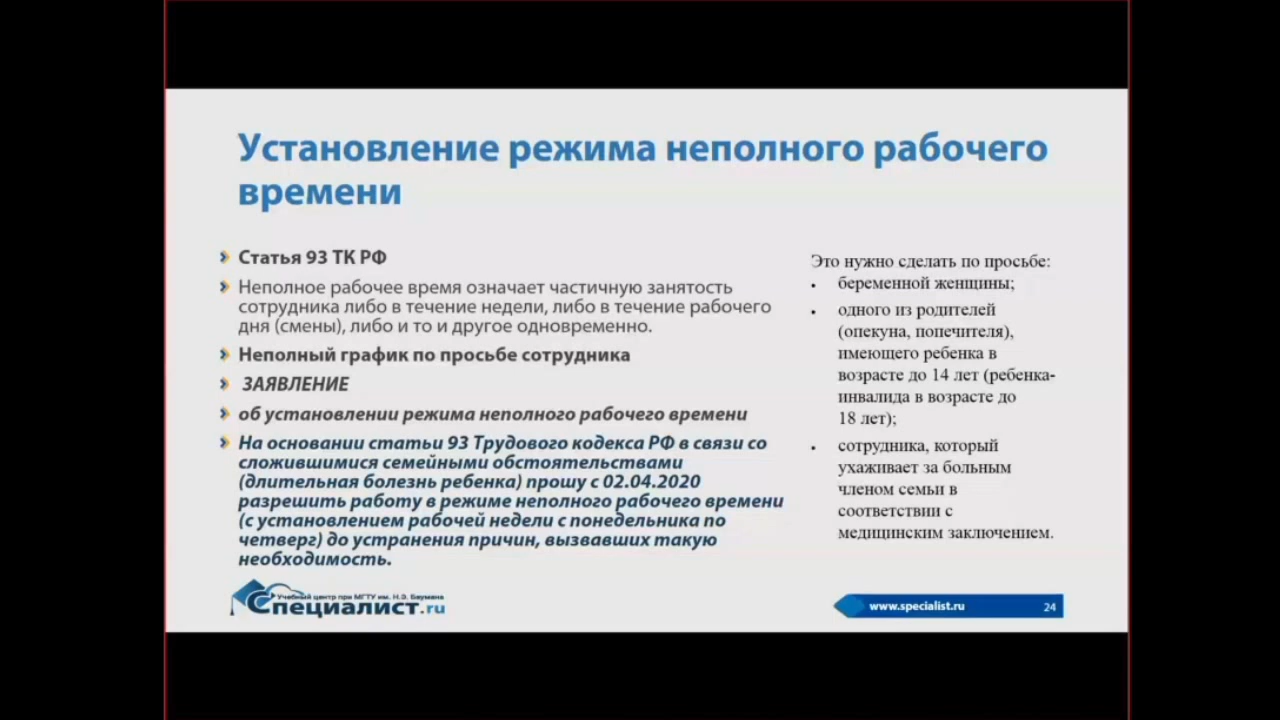 Установление режима неполного рабочего
времени
Статья 93 ТК РФ
Неполное рабочее время означает частичную занятость
сотрудника либо в течение недели, либо в течение рабочего
дня (смены), либо и то и другое одновременно.
Неполный график по просьбе сотрудника
ЗАЯВЛЕНИЕ
об установлении режима неполного рабочего времени
На основании статьи 93 Трудового кодекса РФ в связи со
сложившимися семейными обстоятельствами
(длительная болезнь ребенка) прошу с 02.04.2020
разрешить работу в режиме неполного рабочего времени
(с установлением рабочей недели с понедельника по
четверг) до устранения причин, вызвавших такую
необходимость.
Это нужно сделать по просьбе:
• беременной женщины;
• одного из родителей
(опекуна, попечителя),
имеющего ребенка в
возрасте до 14 лет (ребенка-
инвалида в возрасте до
18 лет);
• сотрудника, который
ухаживает за больным
членом семьи в
соответствии с
медицинским заключением.
Учебный центр при МГТУ им. Н.Э. Баумана
Специалист.ru
www.specialist.ru
24